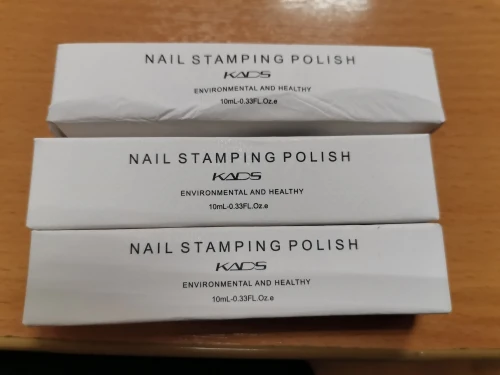 NAIL STAMPING POLISH
KADS
ENVIRONMENTAL AND HEALTHY
10mL-0.33FL.Oz.e
NAIL STAMPING POLISH
KADS
ENVIRONMENTAL AND HEALTHY
10mL-0.33FL.Oz.e
NAIL STAMPING POLISH
KADS
ENVIRONMENTAL AND HEALTHY
10mL-0.33FL.Oz.e